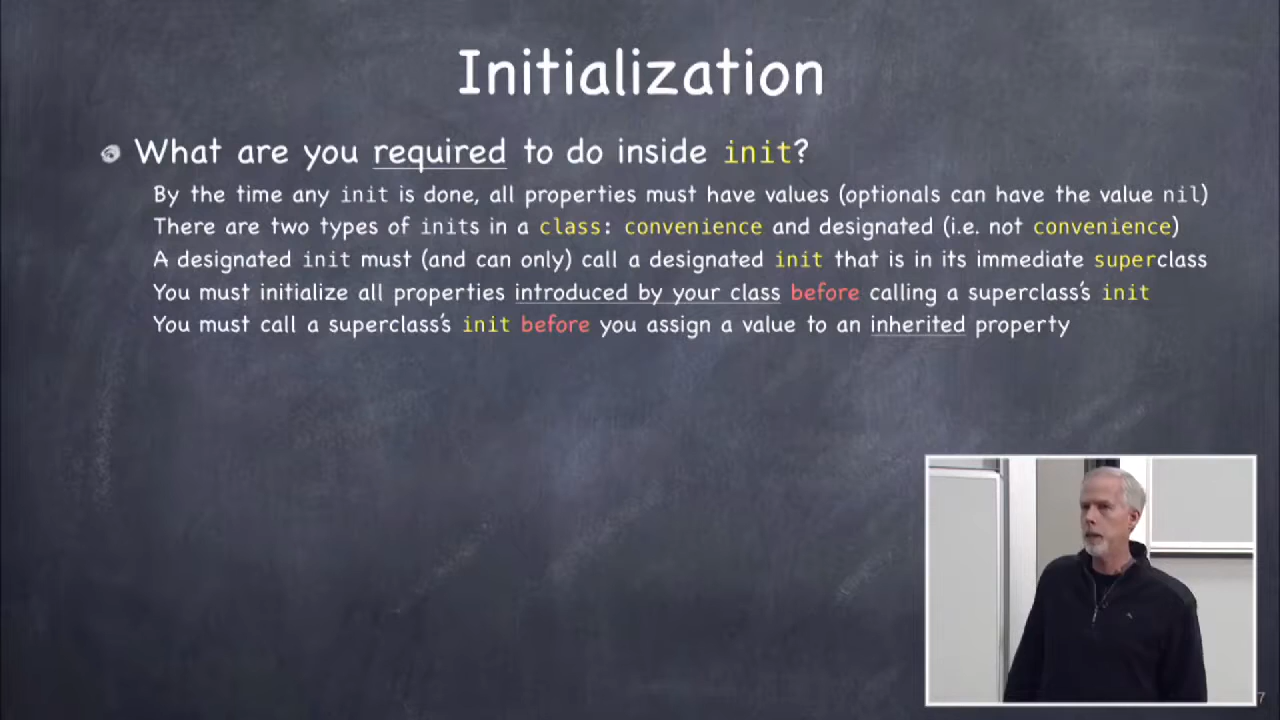 Initialization
What are you required to do inside init?
By the time any init is done, all properties must have values (optionals can have the value nil)
There are two types of inits in a class: convenience and designated (i.e. not convenience)
A designated init must (and can only) call a designated init that is in its immediate superclass
You must initialize all properties introduced by your class before calling a superclass's init
You must call a superclass's init before you assign a value to an inherited property
7